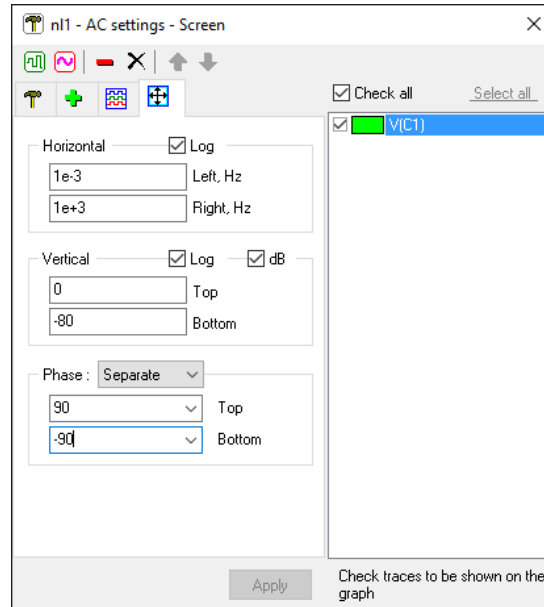 nl1 - AC settings - Screen
Check all Select all
V(C1)
Horizontal Log
1e-3 Left, Hz
1e+3 Right, Hz
Vertical Log dB
0 Top
-80 Bottom
Phase : Separate
90 Top
-90 Bottom
Apply
Check traces to be shown on the
graph